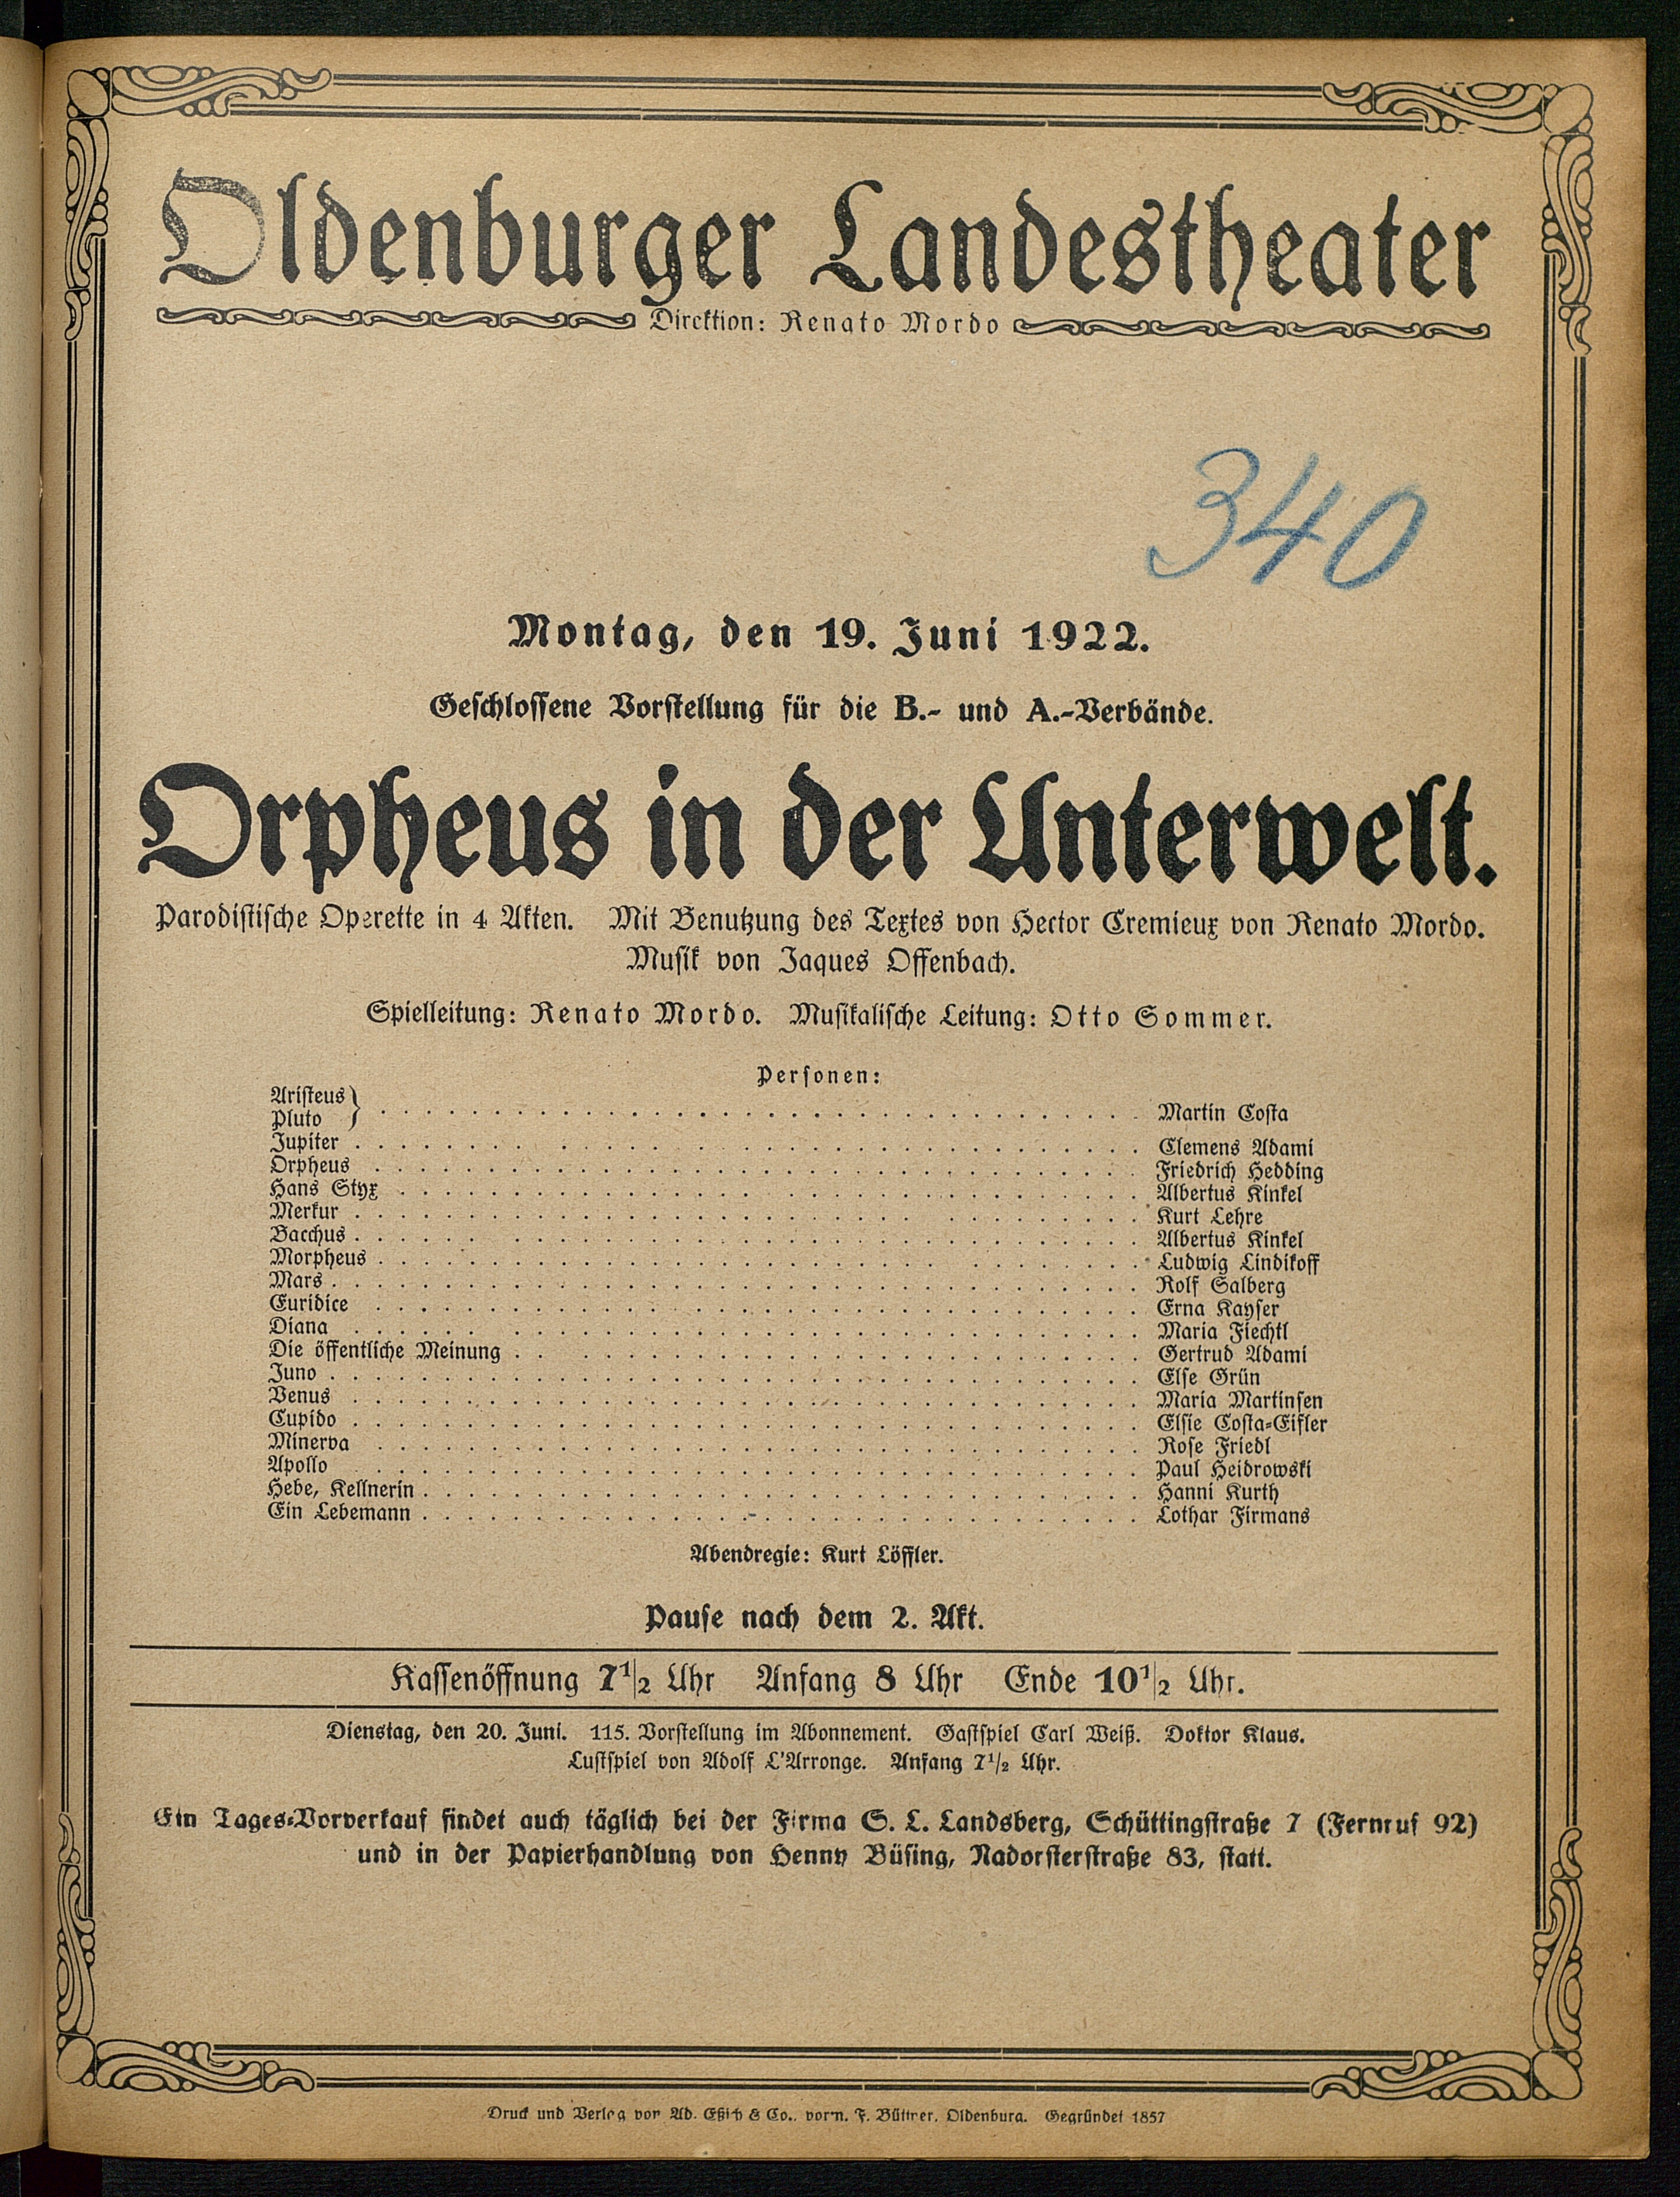 Oldenburger Landestheater
Direktion: Renato Mordo
340
Montag, den 19. Juni 1922.
Geschlossene Vorstellung für die B.- und A.-Verbände.
Orpheus in der Unterwelt.
Parodistische Operette in 4 Akten. Mit Benutzung des Textes von Hector Cremieux von Renato Mordo.
Musik von Jaques Offenbach.
Spielleitung: Renato Mordo. Musikalische Leitung: Otto Sommer.
Personen:
Aristeus
Pluto } . . . . Martin Costa
Jupiter . . . . Clemens Adami
Orpheus . . . . Friedrich Hedding
Hans Styx . . . . Albertus Kinkel
Merkur . . . . Kurt Lehre
Bacchus . . . . Albertus Kinkel
Morpheus . . . . Ludwig Lindikoff
Mars . . . . Rolf Salberg
Euridice . . . . Erna Kayser
Diana . . . . Maria Fiechtl
Die öffentliche Meinung . . . . Gertrud Adami
Juno . . . . Else Grün
Venus . . . . Maria Martinsen
Cupido . . . . Elsie Costa-Eifler
Minerva . . . . Rose Friedl
Apollo . . . . Paul Heidrowski
Hebe, Kellnerin . . . . Hanni Kurth
Ein Lebemann . . . . Lothar Firmans
Abendregie: Kurt Löffler.
Pause nach dem 2. Akt.
Kassenöffnung 7 1/2 Uhr Anfang 8 Uhr Ende 10 1/2 Uhr.
Dienstag, den 20. Juni. 115. Vorstellung im Abonnement. Gastspiel Carl Weiß. Doktor Klaus.
Lustspiel von Adolf L'Arronge. Anfang 7 1/2 Uhr.
Ein Tages-Vorverkauf findet auch täglich bei der Firma S. L. Landsberg, Schüttingstraße 7 (Fernruf 92)
und in der Papierhandlung von Henny Büsing, Nadorsterstraße 83, statt.
Druck und Verlag von Ad. & Co., vorm. F. Büttner, Oldenburg. Gegründet 1857